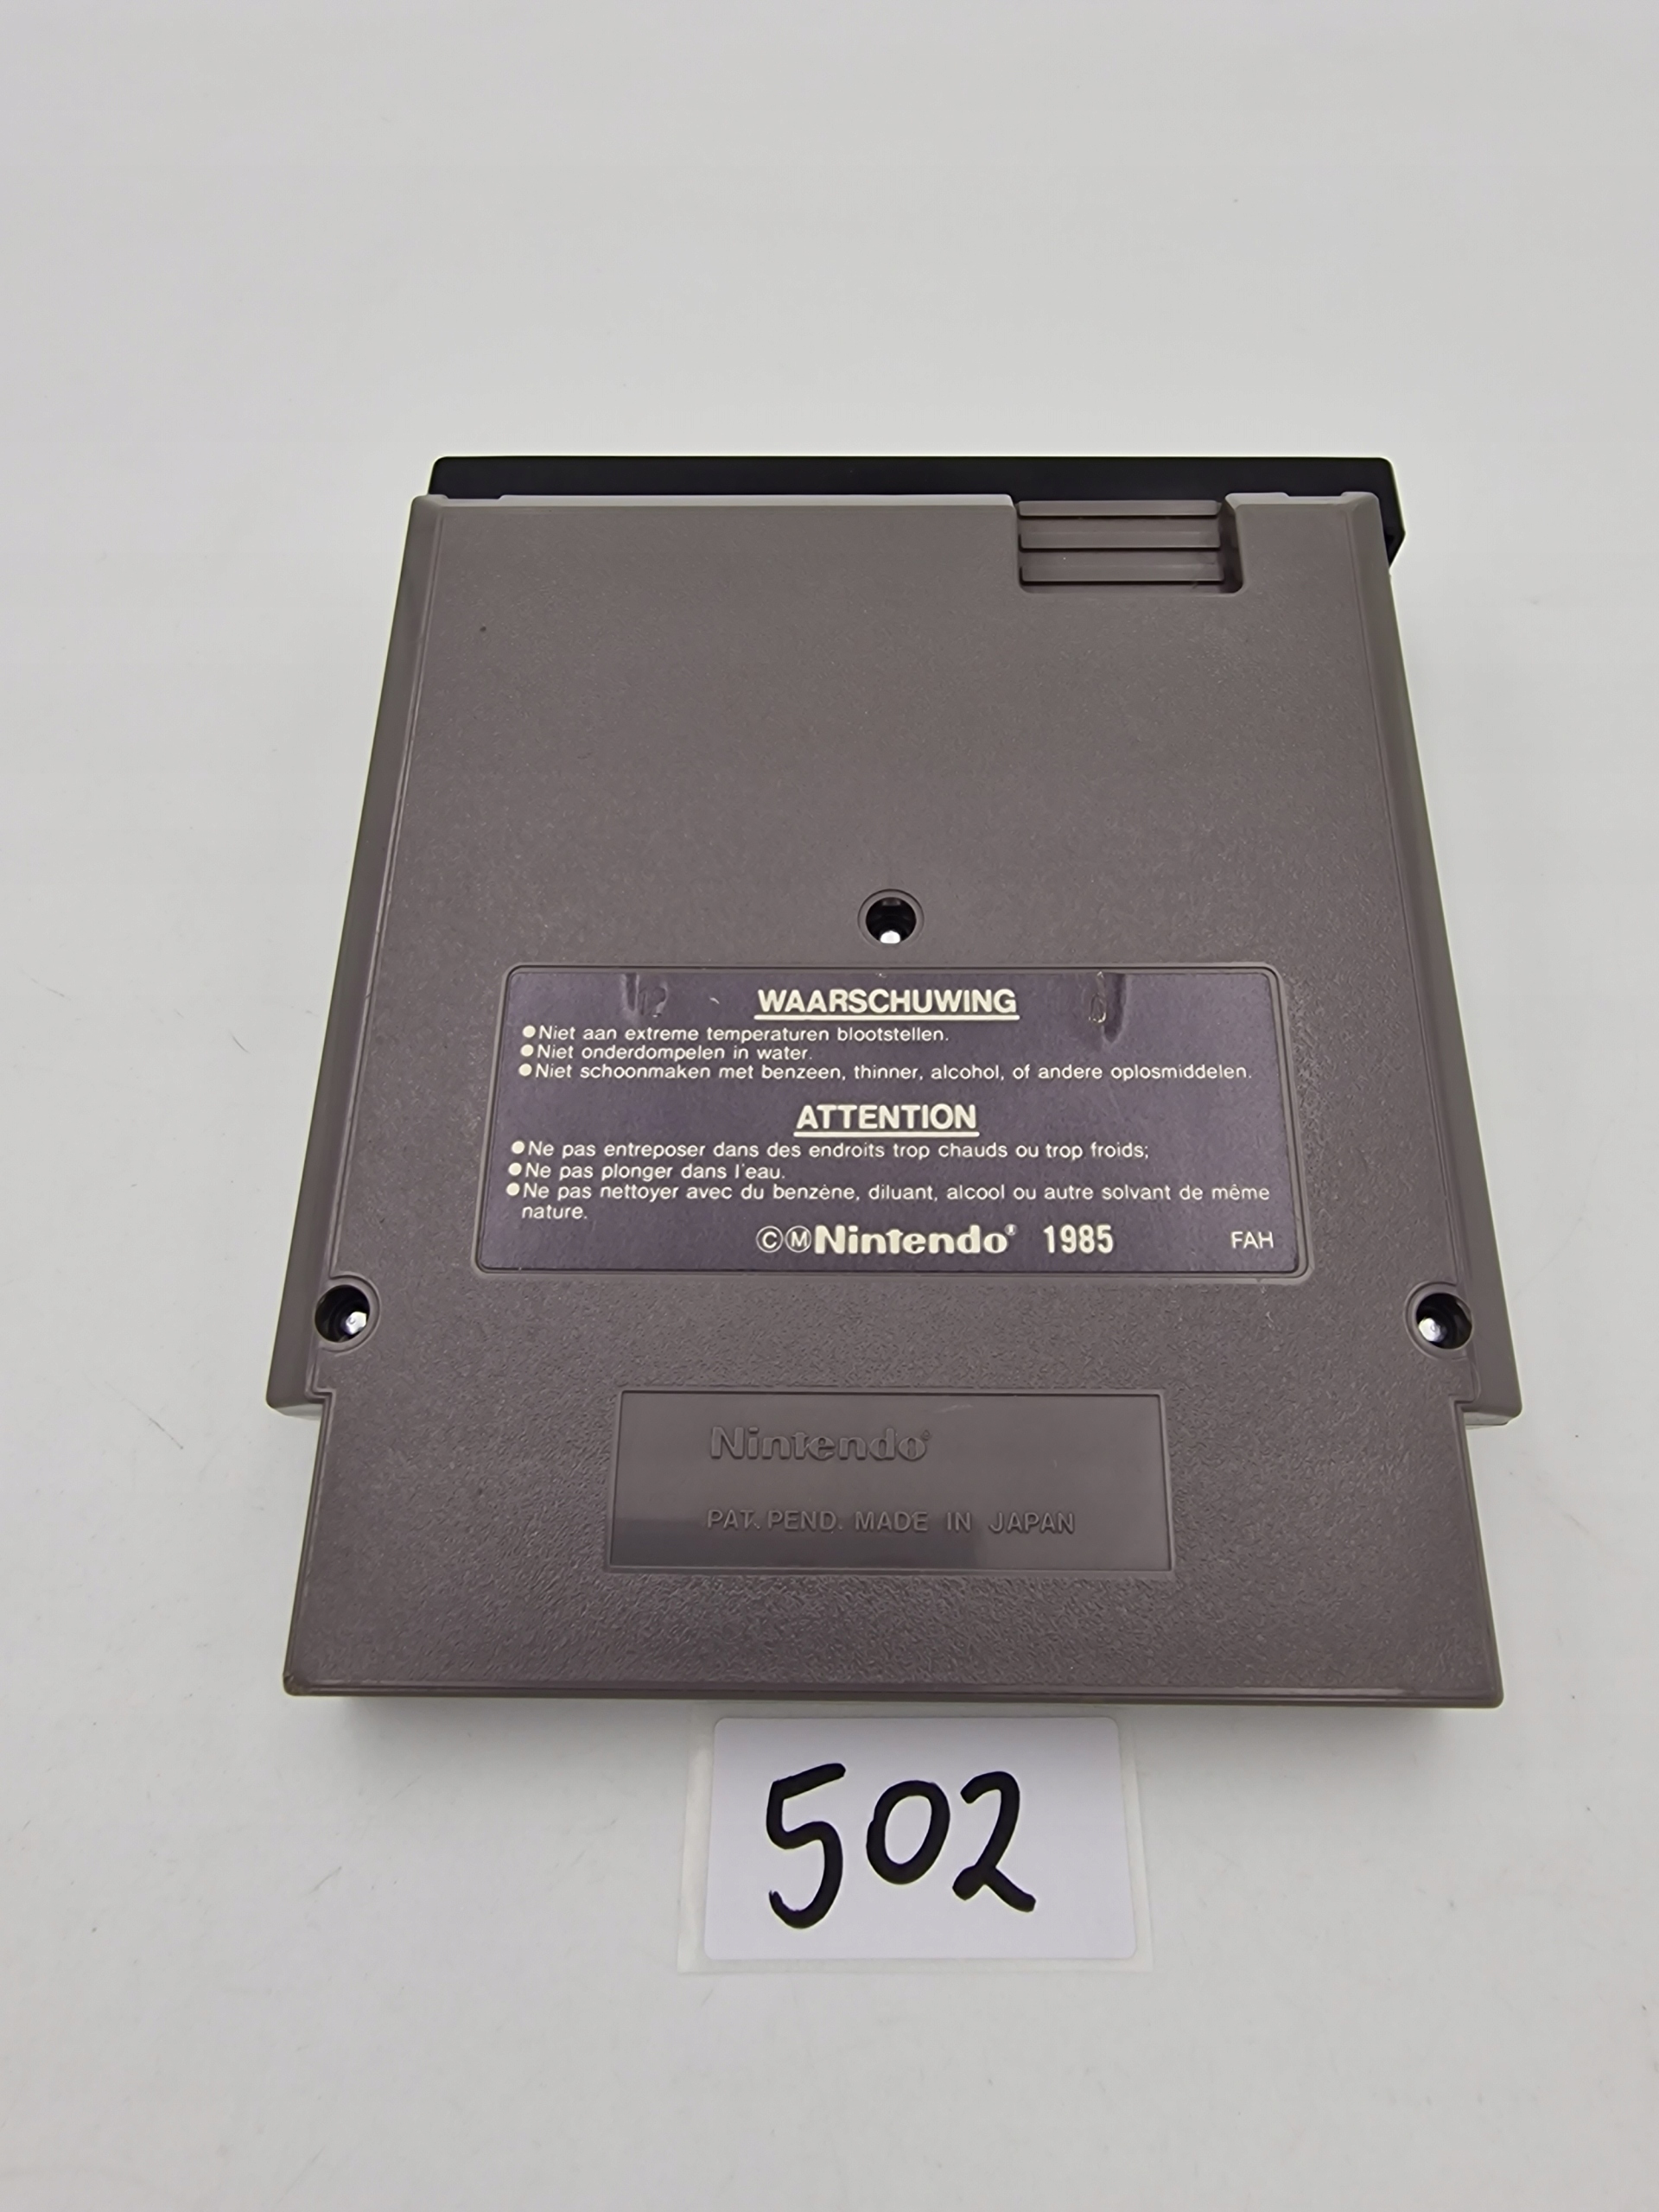 WAARSCHUWING
●Niet aan extreme temperaturen blootstellen.
●Niet onderdompelen in water.
●Niet schoonmaken met benzeen, thinner, alcohol, of andere oplosmiddelen.
ATTENTION
●Ne pas entreposer dans des endroits trop chauds ou trop froids;
●Ne pas plonger dans l'eau.
●Ne pas nettoyer avec du benzène, diluant, alcool ou autre solvant de même
nature.
©ⓂNintendo® 1985 FAH
Nintendo®
PAT. PEND. MADE IN JAPAN
502